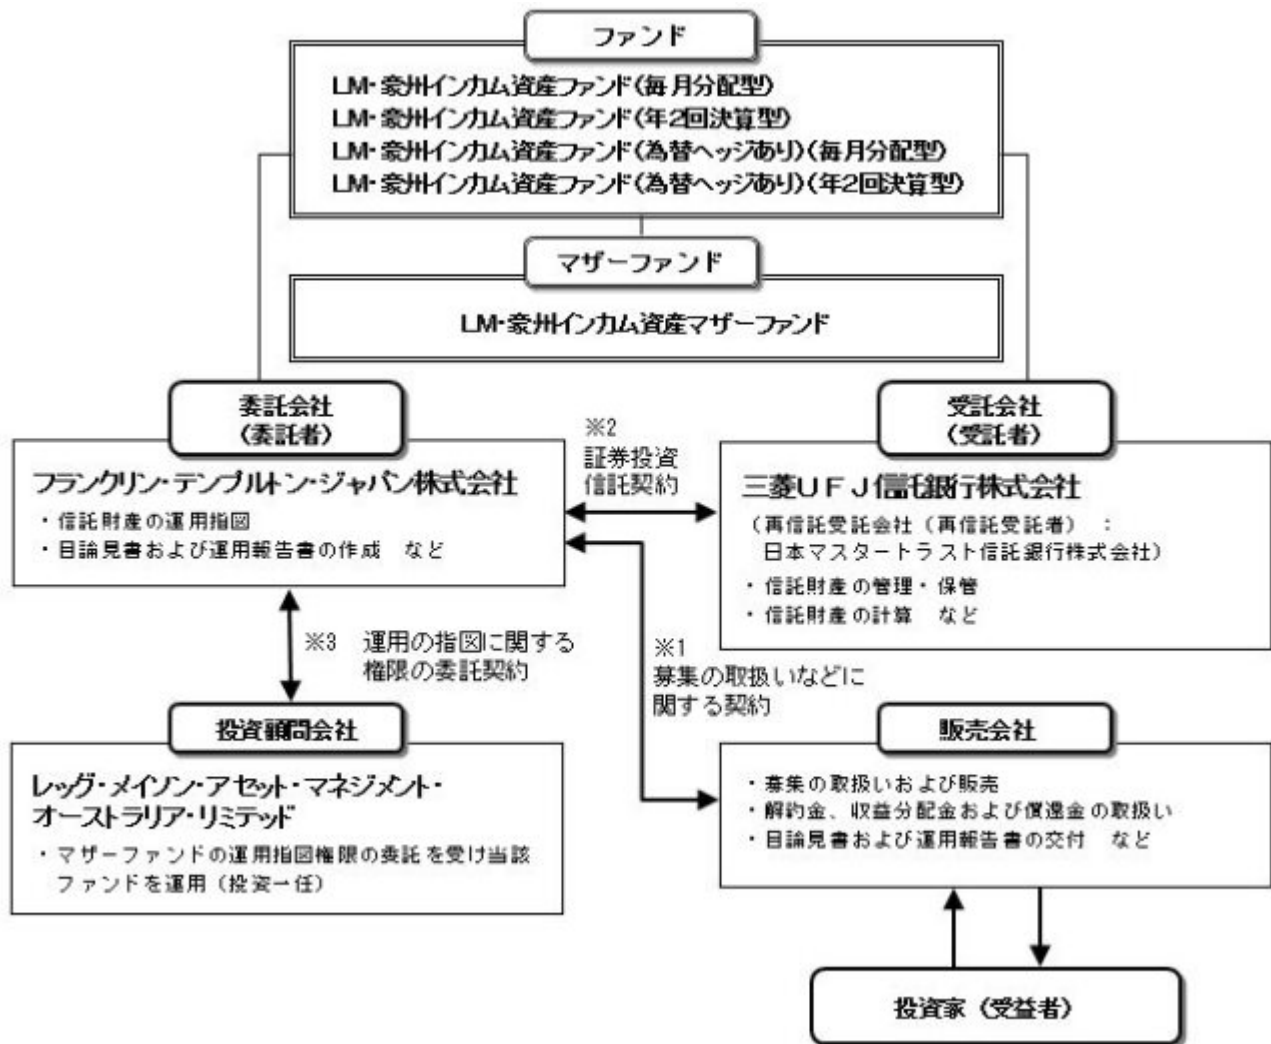 ファンド
LM・豪州インカム資産ファンド(毎月分配型)
LM・豪州インカム資産ファンド(年2回決算型)
LM・豪州インカム資産ファンド(為替ヘッジあり)(毎月分配型)
LM・豪州インカム資産ファンド(為替ヘッジあり)(年2回決算型)
マザーファンド
LM・豪州インカム資産マザーファンド
委託会社
(委託者)
フランクリン・テンプルトン・ジャパン株式会社
・信託財産の運用指図
・目論見書および運用報告書の作成 など
※2
証券投資
信託契約
受託会社
(受託者)
三菱UFJ信託銀行株式会社
(再信託受託会社(再信託受託者) :
日本マスタートラスト信託銀行株式会社)
・信託財産の管理・保管
・信託財産の計算 など
※3 運用の指図に関する
権限の委託契約
※1
募集の取扱いなどに
関する契約
投資顧問会社
レッグ・メイソン・アセット・マネジメント・
オーストラリア・リミテッド
・マザーファンドの運用指図権限の委託を受け当該
ファンドを運用(投資一任)
販売会社
・募集の取扱いおよび販売
・解約金、収益分配金および償還金の取扱い
・目論見書および運用報告書の交付 など
投資家(受益者)